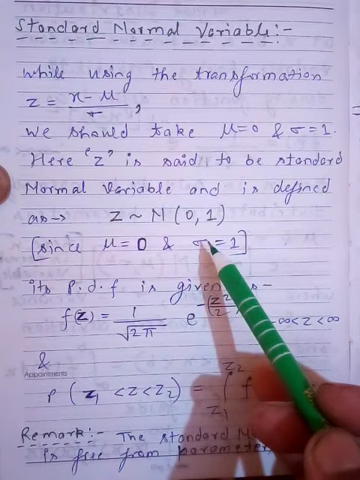 Standard Normal Variable:-
While using the transformation
Z = x-μ/σ,
we should take μ=0 & σ=1.
Here 'Z' is said to be standard
Normal Variable and is defined
as→ Z ~ N (0, 1)
[since μ = 0 & σ = 1]
its P.d.f is given
f(z) = 1/√2π e^-(z²/2) -∞<z<∞
&
Appointments
P (z₁ <z<z₂) = ∫ z₁ z₂ f
Remark:- The standard
is free from parameter